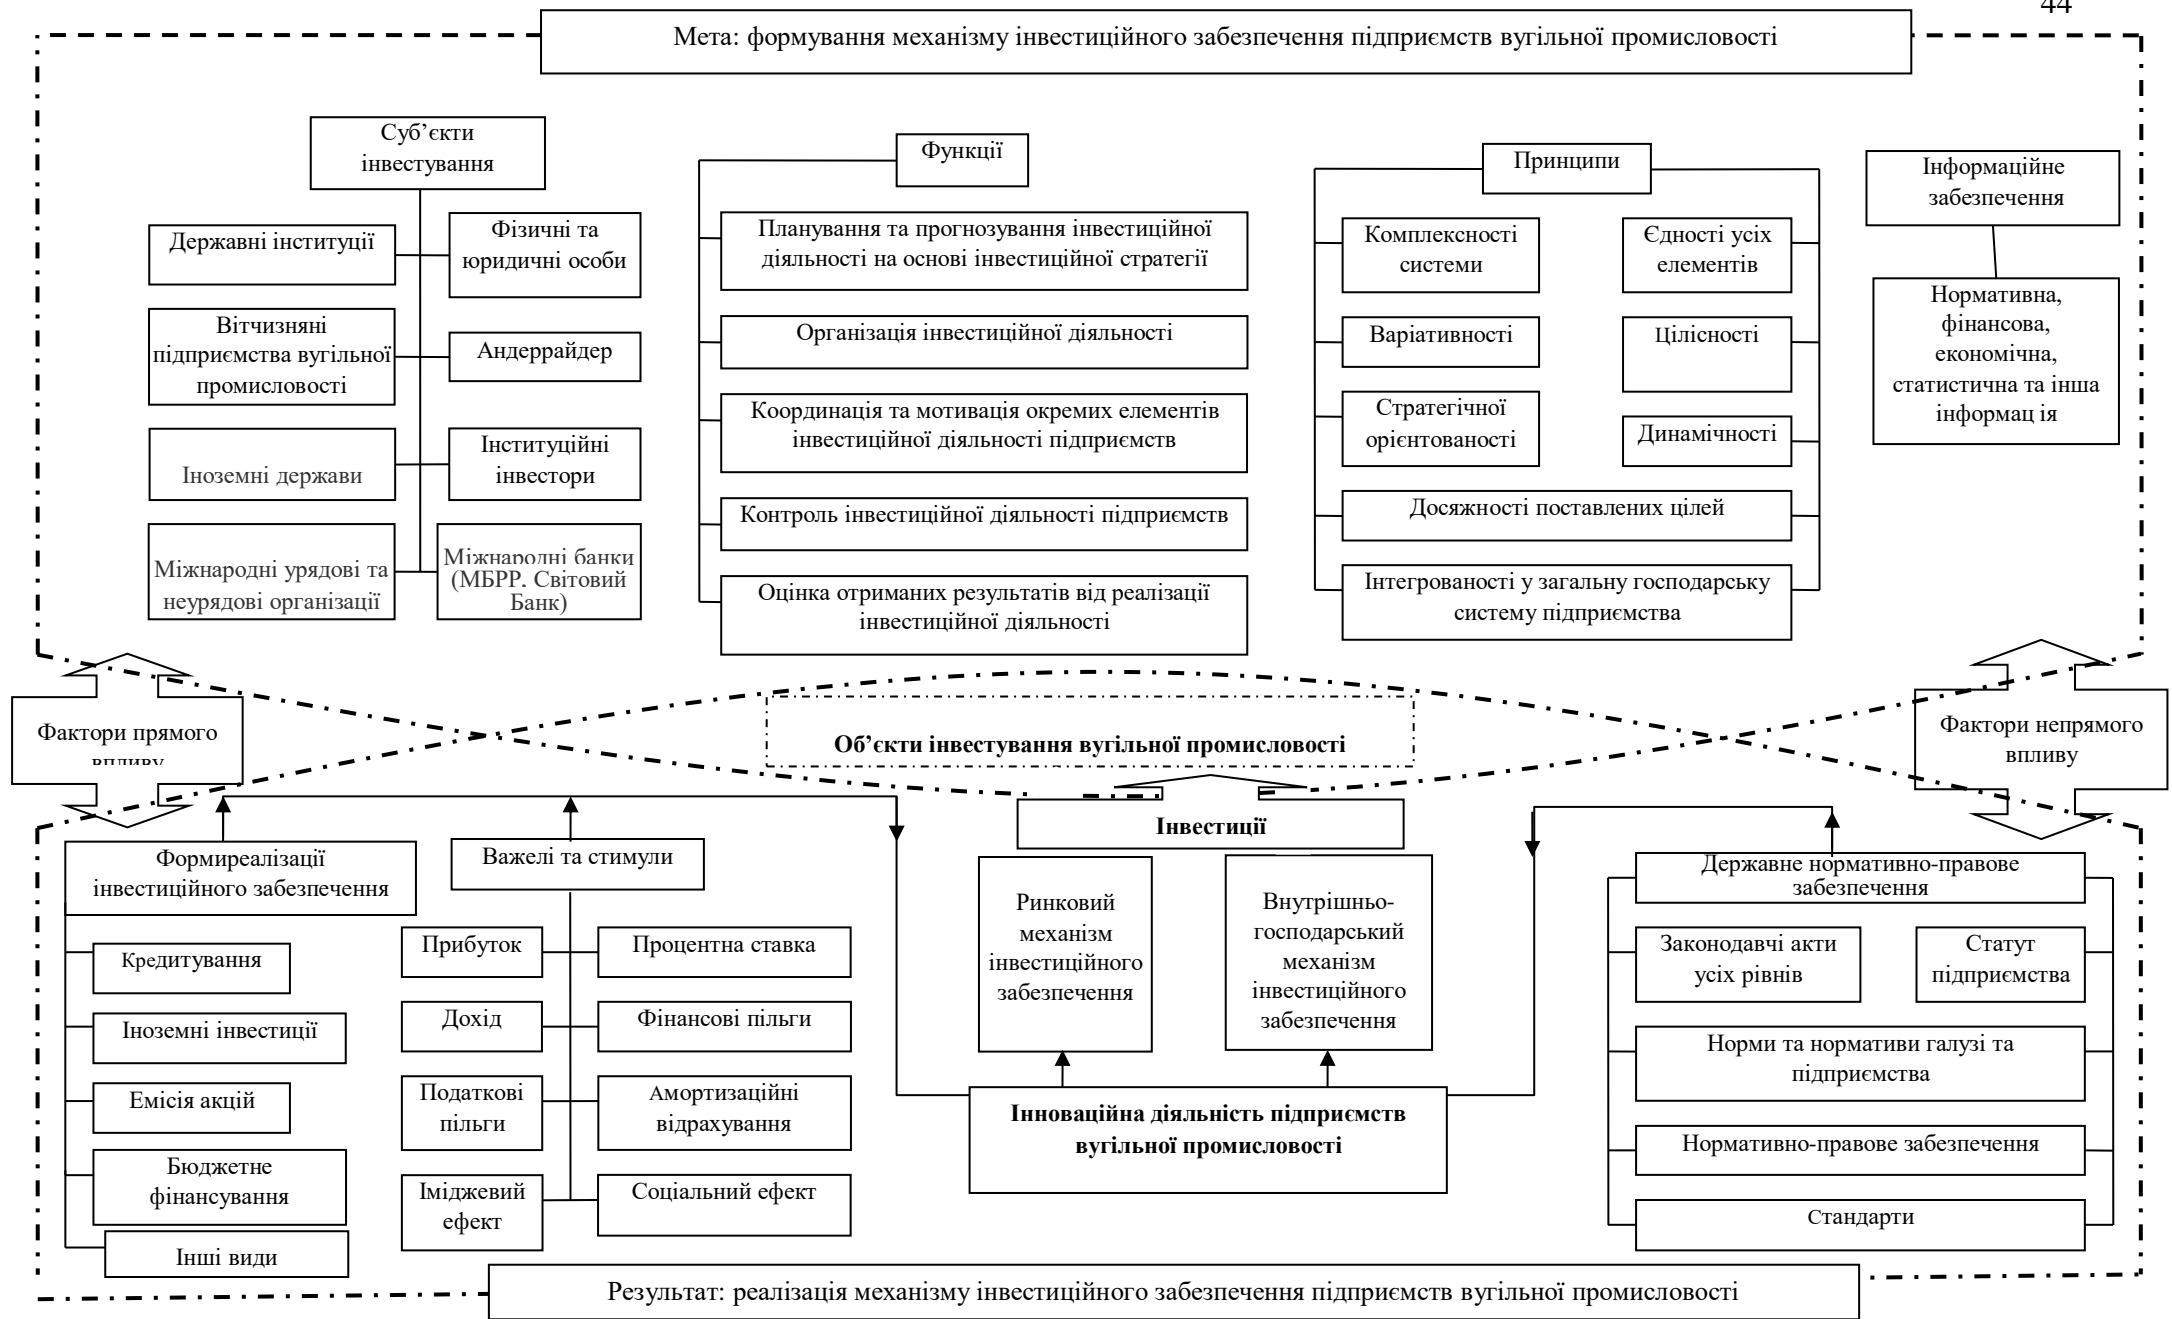 44
Мета: формування механізму інвестиційного забезпечення підприємств вугільної промисловості
Суб’єкти
інвестування
Державні інституції
Фізичні та
юридичні особи
Вітчизняні
підприємства вугільної
промисловості
Андеррайдер
Іноземні держави
Інституційні
інвестори
Міжнародні урядові та
неурядові організації
Міжнародні банки
(МБРР, Світовий
Банк)
Функції
Планування та прогнозування інвестиційної
діяльності на основі інвестиційної стратегії
Організація інвестиційної діяльності
Координація та мотивація окремих елементів
інвестиційної діяльності підприємств
Контроль інвестиційної діяльності підприємств
Оцінка отриманих результатів від реалізації
інвестиційної діяльності
Принципи
Комплексності
системи
Єдності усіх
елементів
Варіативності
Цілісності
Стратегічної
орієнтованості
Динамічності
Досяжності поставлених цілей
Інтегрованості у загальну господарську
систему підприємства
Інформаційне
забезпечення
Нормативна,
фінансова,
економічна,
статистична та інша
інформац ія
Фактори прямого
впливу
Об’єкти інвестування вугільної промисловості
Фактори непрямого
впливу
Інвестиції
Формиреалізації
інвестиційного забезпечення
Кредитування
Іноземні інвестиції
Емісія акцій
Бюджетне
фінансування
Інші види
Важелі та стимули
Прибуток
Процентна ставка
Дохід
Фінансові пільги
Податкові
пільги
Амортизаційні
відрахування
Іміджевий
ефект
Соціальний ефект
Ринковий
механізм
інвестиційного
забезпечення
Внутрішньо-
господарський
механізм
інвестиційного
забезпечення
Інноваційна діяльність підприємств
вугільної промисловості
Державне нормативно-правове
забезпечення
Законодавчі акти
усіх рівнів
Статут
підприємства
Норми та нормативи галузі та
підприємства
Нормативно-правове забезпечення
Стандарти
Результат: реалізація механізму інвестиційного забезпечення підприємств вугільної промисловості